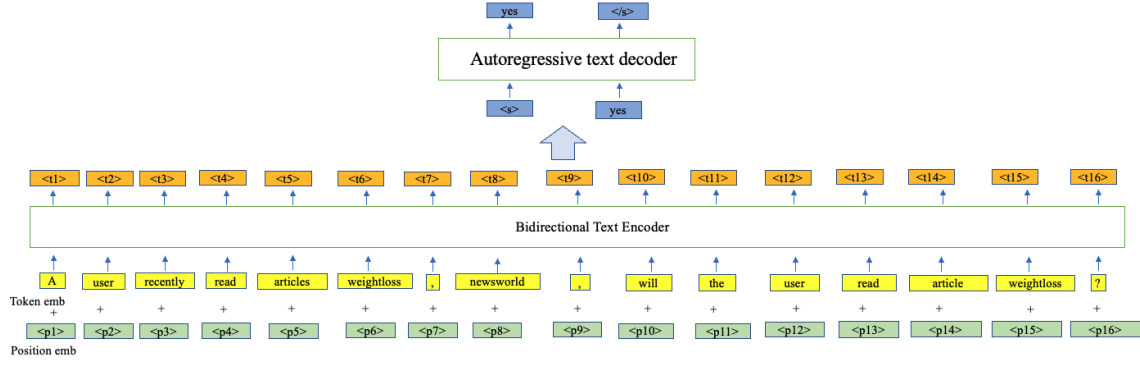 yes </s>
Autoregressive text decoder
<s> yes
<t1> <t2> <t3> <t4> <t5> <t6> <t7> <t8> <t9> <t10> <t11> <t12> <t13> <t14> <t15> <t16>
Bidirectional Text Encoder
A user recently read articles weightloss , newsworld , will the user read article weightloss ?
Token emb
+ + + + + + + + + + + + + + + +
<p1> <p2> <p3> <p4> <p5> <p6> <p7> <p8> <p9> <p10> <p11> <p12> <p13> <p14> <p15> <p16>
Position emb